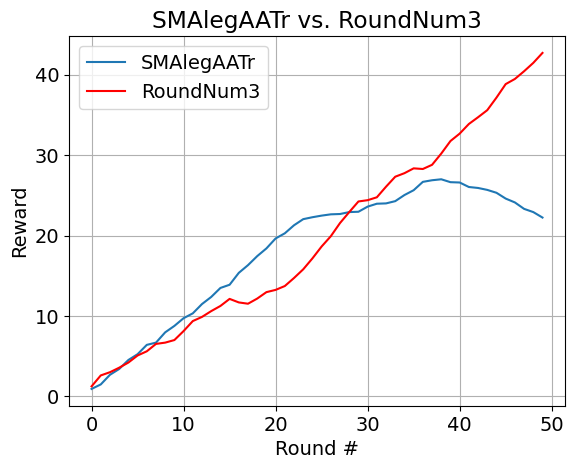 SMAlegAATr vs. RoundNum3
SMAlegAATr
RoundNum3
Reward
40
30
20
10
0
0 10 20 30 40 50
Round #